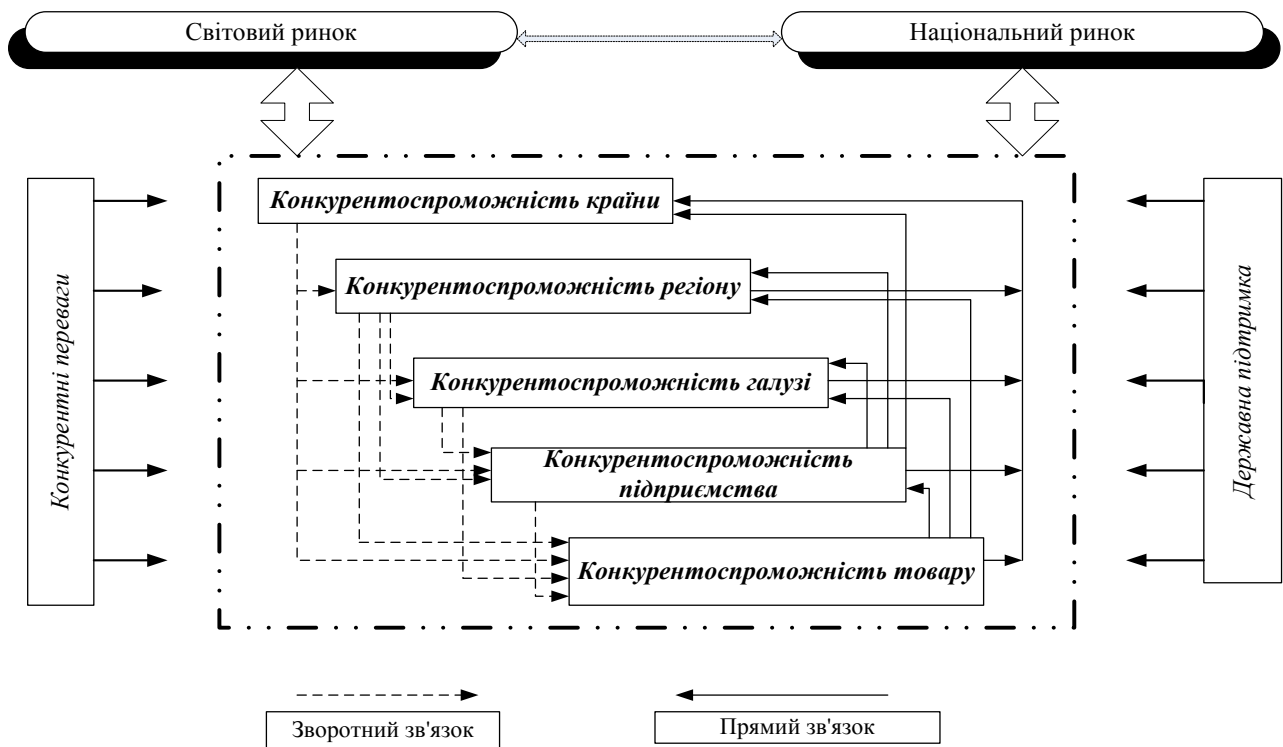 Світовий ринок
Національний ринок
Конкурентні переваги
Конкурентоспроможність країни
Конкурентоспроможність регіону
Конкурентоспроможність галузі
Конкурентоспроможність
підприємства
Конкурентоспроможність товару
Державна підтримка
Зворотний зв'язок
Прямий зв'язок